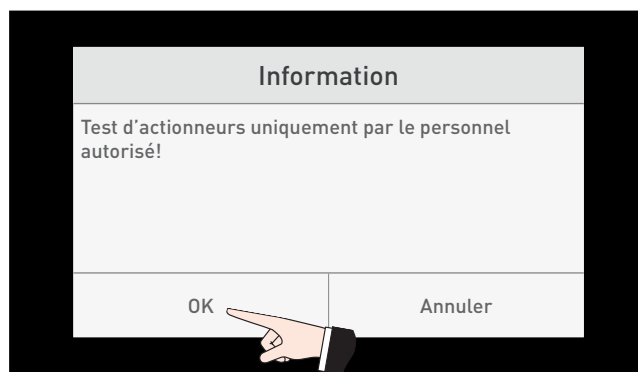 Information
Test d’actionneurs uniquement par le personnel
autorisé!
OK
Annuler